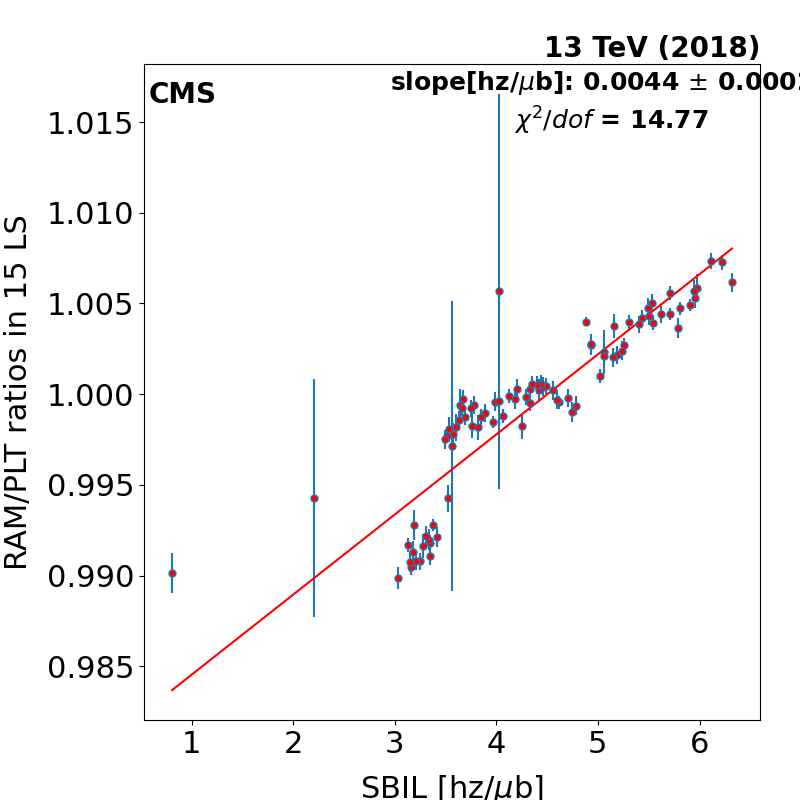 13 TeV (2018)
CMS
slope[hz/μb]: 0.0044 ± 0.000
χ²/dof = 14.77
1.015
1.010
1.005
1.000
0.995
0.990
0.985
RAM/PLT ratios in 15 LS
1 2 3 4 5 6
SBIL [hz/μb]